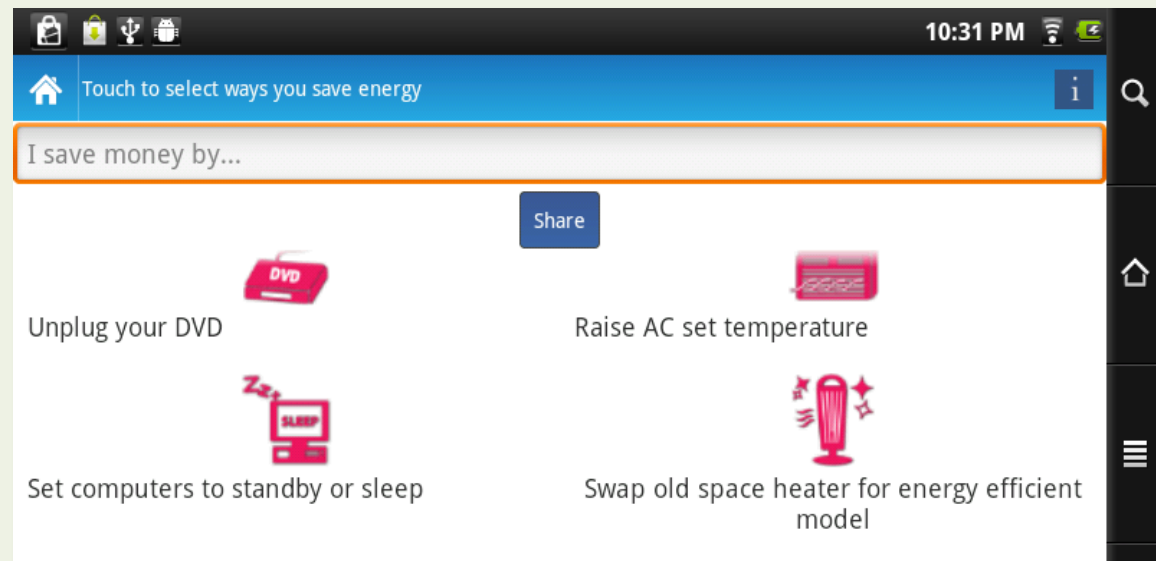 10:31 PM
Touch to select ways you save energy
i
I save money by...
Share
DVD
Unplug your DVD
Raise AC set temperature
Zzz
SLEEP
Set computers to standby or sleep
Swap old space heater for energy efficient
model